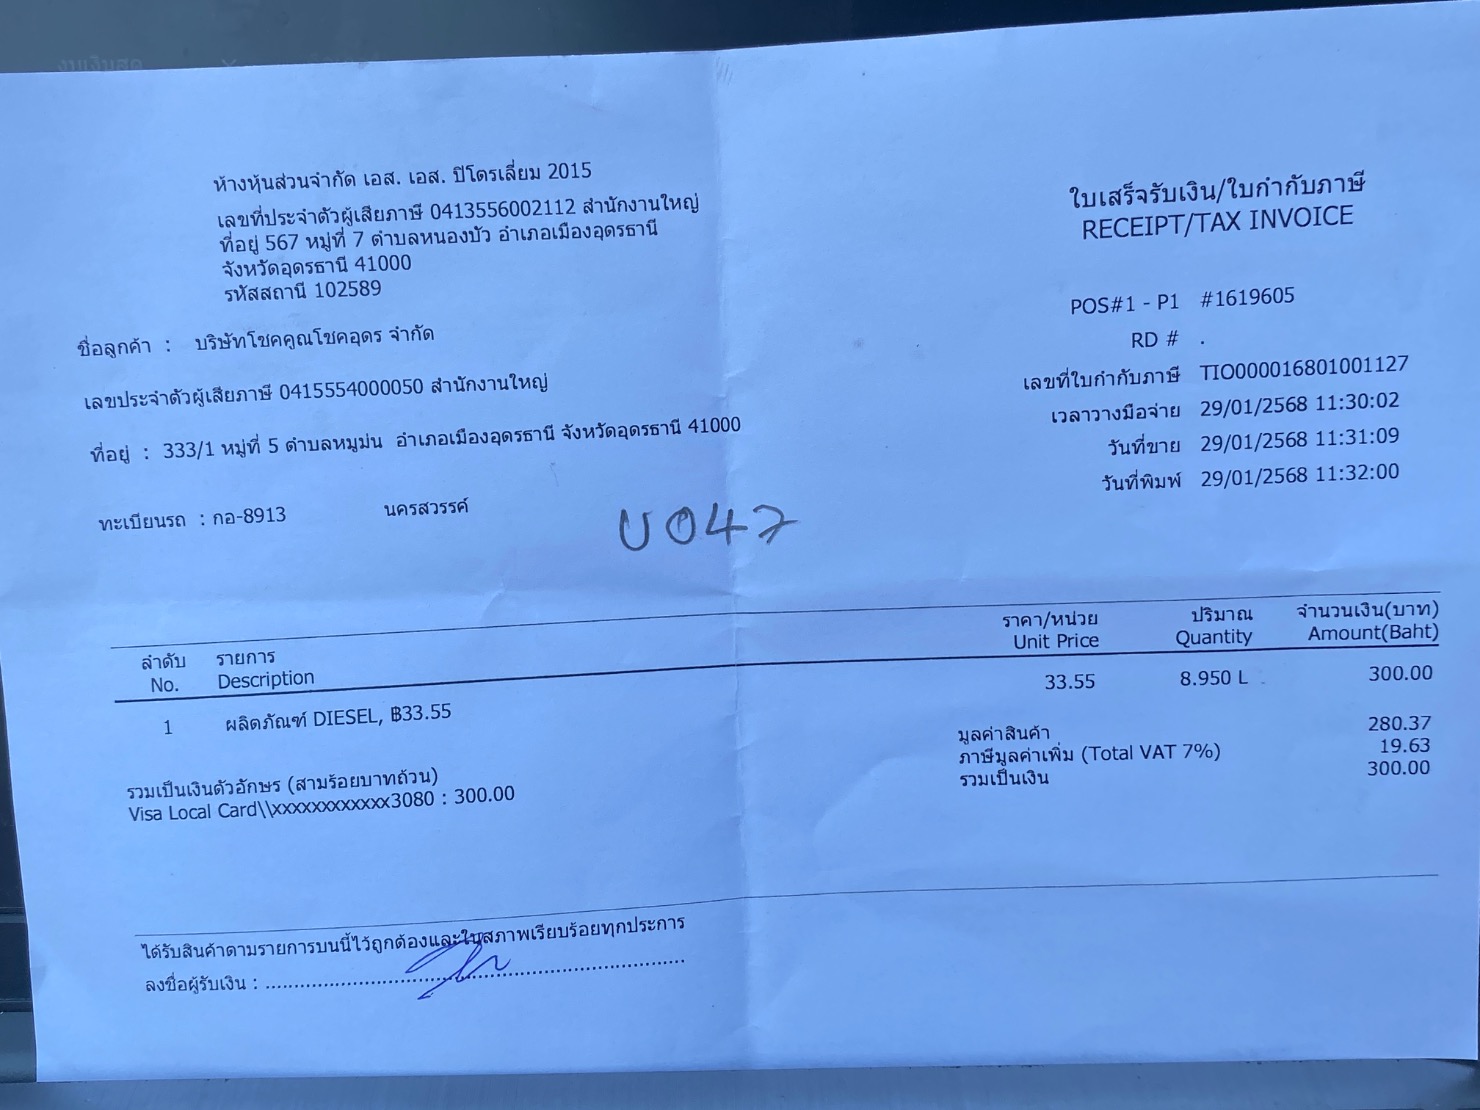 ห้างหุ้นส่วนจำกัด เอส. เอส. ปิโตรเลี่ยม 2015
เลขที่ประจำตัวผู้เสียภาษี 0413556002112 สำนักงานใหญ่
ที่อยู่ 567 หมู่ที่ 7 ตำบลหนองบัว อำเภอเมืองอุดรธานี
จังหวัดอุดรธานี 41000
รหัสสถานี 102589
ใบเสร็จรับเงิน/ใบกำกับภาษี
RECEIPT/TAX INVOICE
POS#1 - P1 #1619605
RD # .
เลขที่ใบกำกับภาษี TIO000016801001127
เวลาวางมือจ่าย 29/01/2568 11:30:02
วันที่ขาย 29/01/2568 11:31:09
วันที่พิมพ์ 29/01/2568 11:32:00
ชื่อลูกค้า : บริษัทโชคคูณโชคอุดร จำกัด
เลขประจำตัวผู้เสียภาษี 0415554000050 สำนักงานใหญ่
ที่อยู่ : 333/1 หมู่ที่ 5 ตำบลหมูม่น อำเภอเมืองอุดรธานี จังหวัดอุดรธานี 41000
ทะเบียนรถ : กอ-8913 นครสวรรค์
U047
ลำดับ รายการ ราคา/หน่วย ปริมาณ จำนวนเงิน(บาท)
No. Description Unit Price Quantity Amount(Baht)
1 ผลิตภัณฑ์ DIESEL, ฿33.55 33.55 8.950 L 300.00
มูลค่าสินค้า 280.37
ภาษีมูลค่าเพิ่ม (Total VAT 7%) 19.63
รวมเป็นเงิน 300.00
รวมเป็นเงินตัวอักษร (สามร้อยบาทถ้วน)
Visa Local Card\\xxxxxxxxxxxx3080 : 300.00
ได้รับสินค้าตามรายการบนนี้ไว้ถูกต้องและในสภาพเรียบร้อยทุกประการ
ลงชื่อผู้รับเงิน :